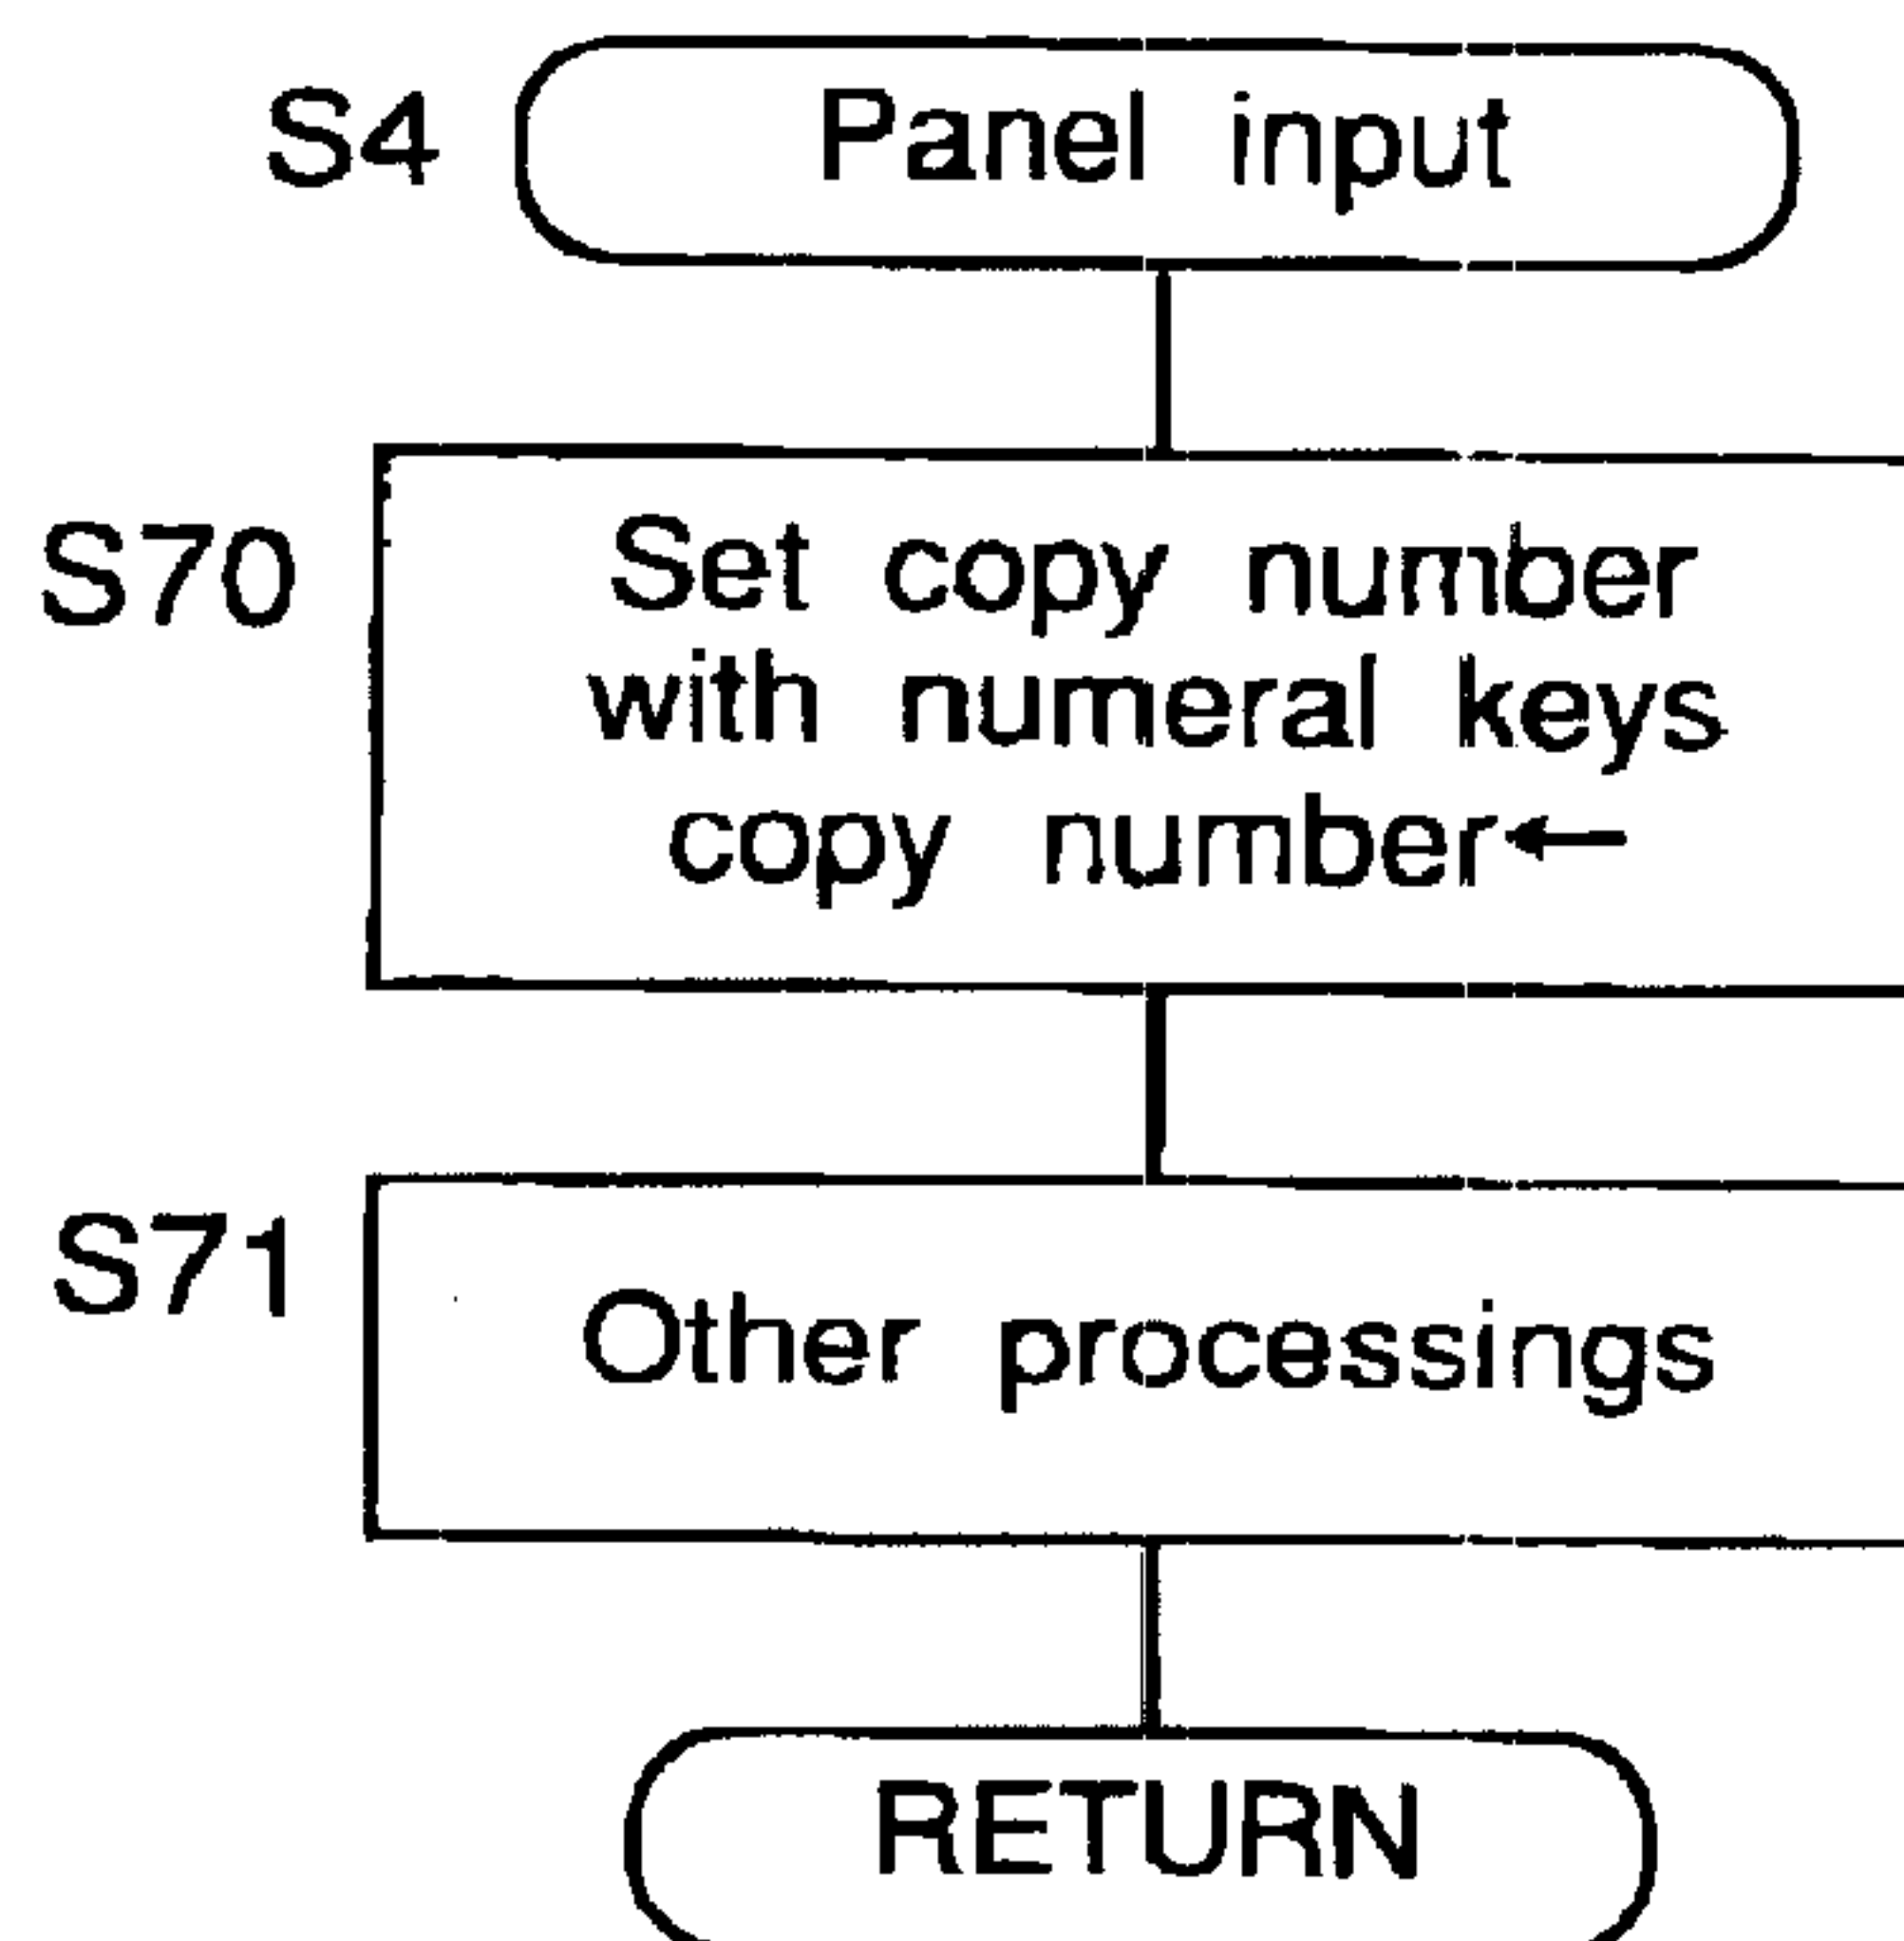 S4 Panel input
S70 Set copy number
with numeral keys
copy number←
S71 Other processings
RETURN